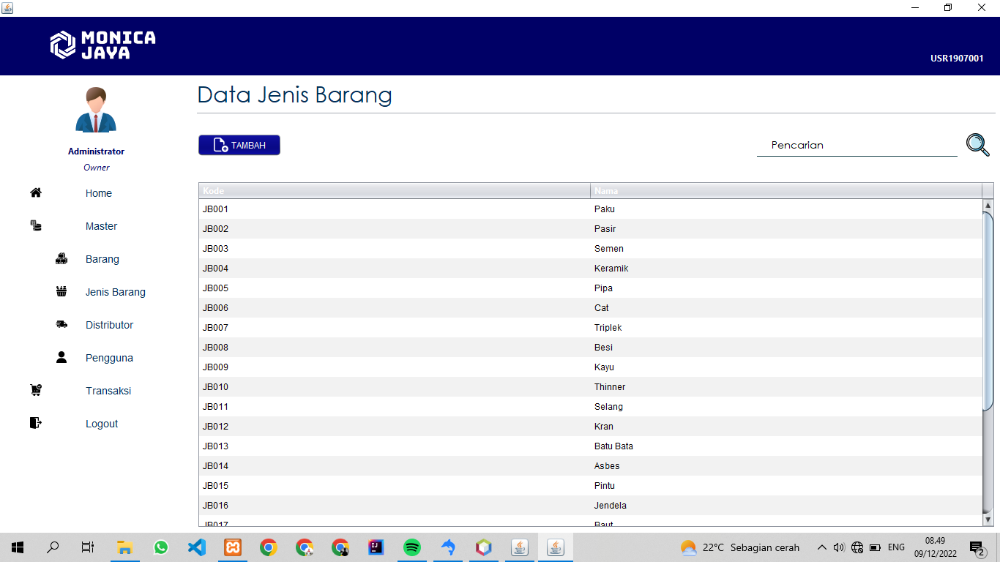 MONICA
JAYA
USR1907001
Administrator
Owner
Home
Master
Barang
Jenis Barang
Distributor
Pengguna
Transaksi
Logout
Data Jenis Barang
TAMBAH
Pencarian
Kode Nama
JB001 Paku
JB002 Pasir
JB003 Semen
JB004 Keramik
JB005 Pipa
JB006 Cat
JB007 Triplek
JB008 Besi
JB009 Kayu
JB010 Thinner
JB011 Selang
JB012 Kran
JB013 Batu Bata
JB014 Asbes
JB015 Pintu
JB016 Jendela
JB017 Baut
22°C Sebagian cerah
ENG
08.49
09/12/2022
2